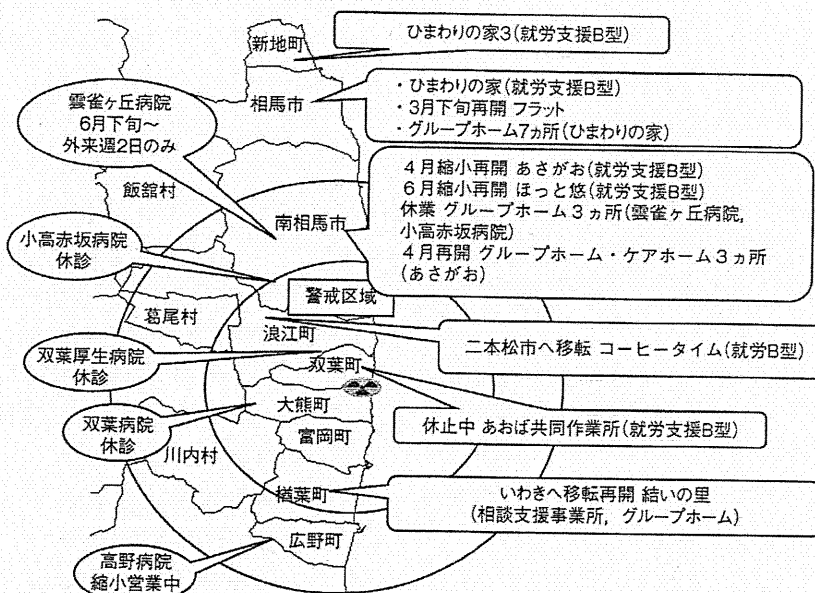 新地町
ひまわりの家3(就労支援B型)
相馬市
・ひまわりの家(就労支援B型)
・3月下旬再開 フラット
・グループホーム7ヵ所(ひまわりの家)
雲雀ヶ丘病院
6月下旬～
外来週2日のみ
飯舘村
南相馬市
4月縮小再開 あさがお(就労支援B型)
6月縮小再開 ほっと悠(就労支援B型)
休業 グループホーム3ヵ所(雲雀ヶ丘病院,
小高赤坂病院)
4月再開 グループホーム・ケアホーム3ヵ所
(あさがお)
小高赤坂病院
休診
警戒区域
葛尾村
浪江町
二本松市へ移転 コーヒータイム(就労B型)
双葉厚生病院
休診
双葉町
大熊町
双葉病院
休診
休止中 あおば共同作業所(就労支援B型)
富岡町
川内村
楢葉町
いわきへ移転再開 結いの里
(相談支援事業所, グループホーム)
広野町
高野病院
縮小営業中